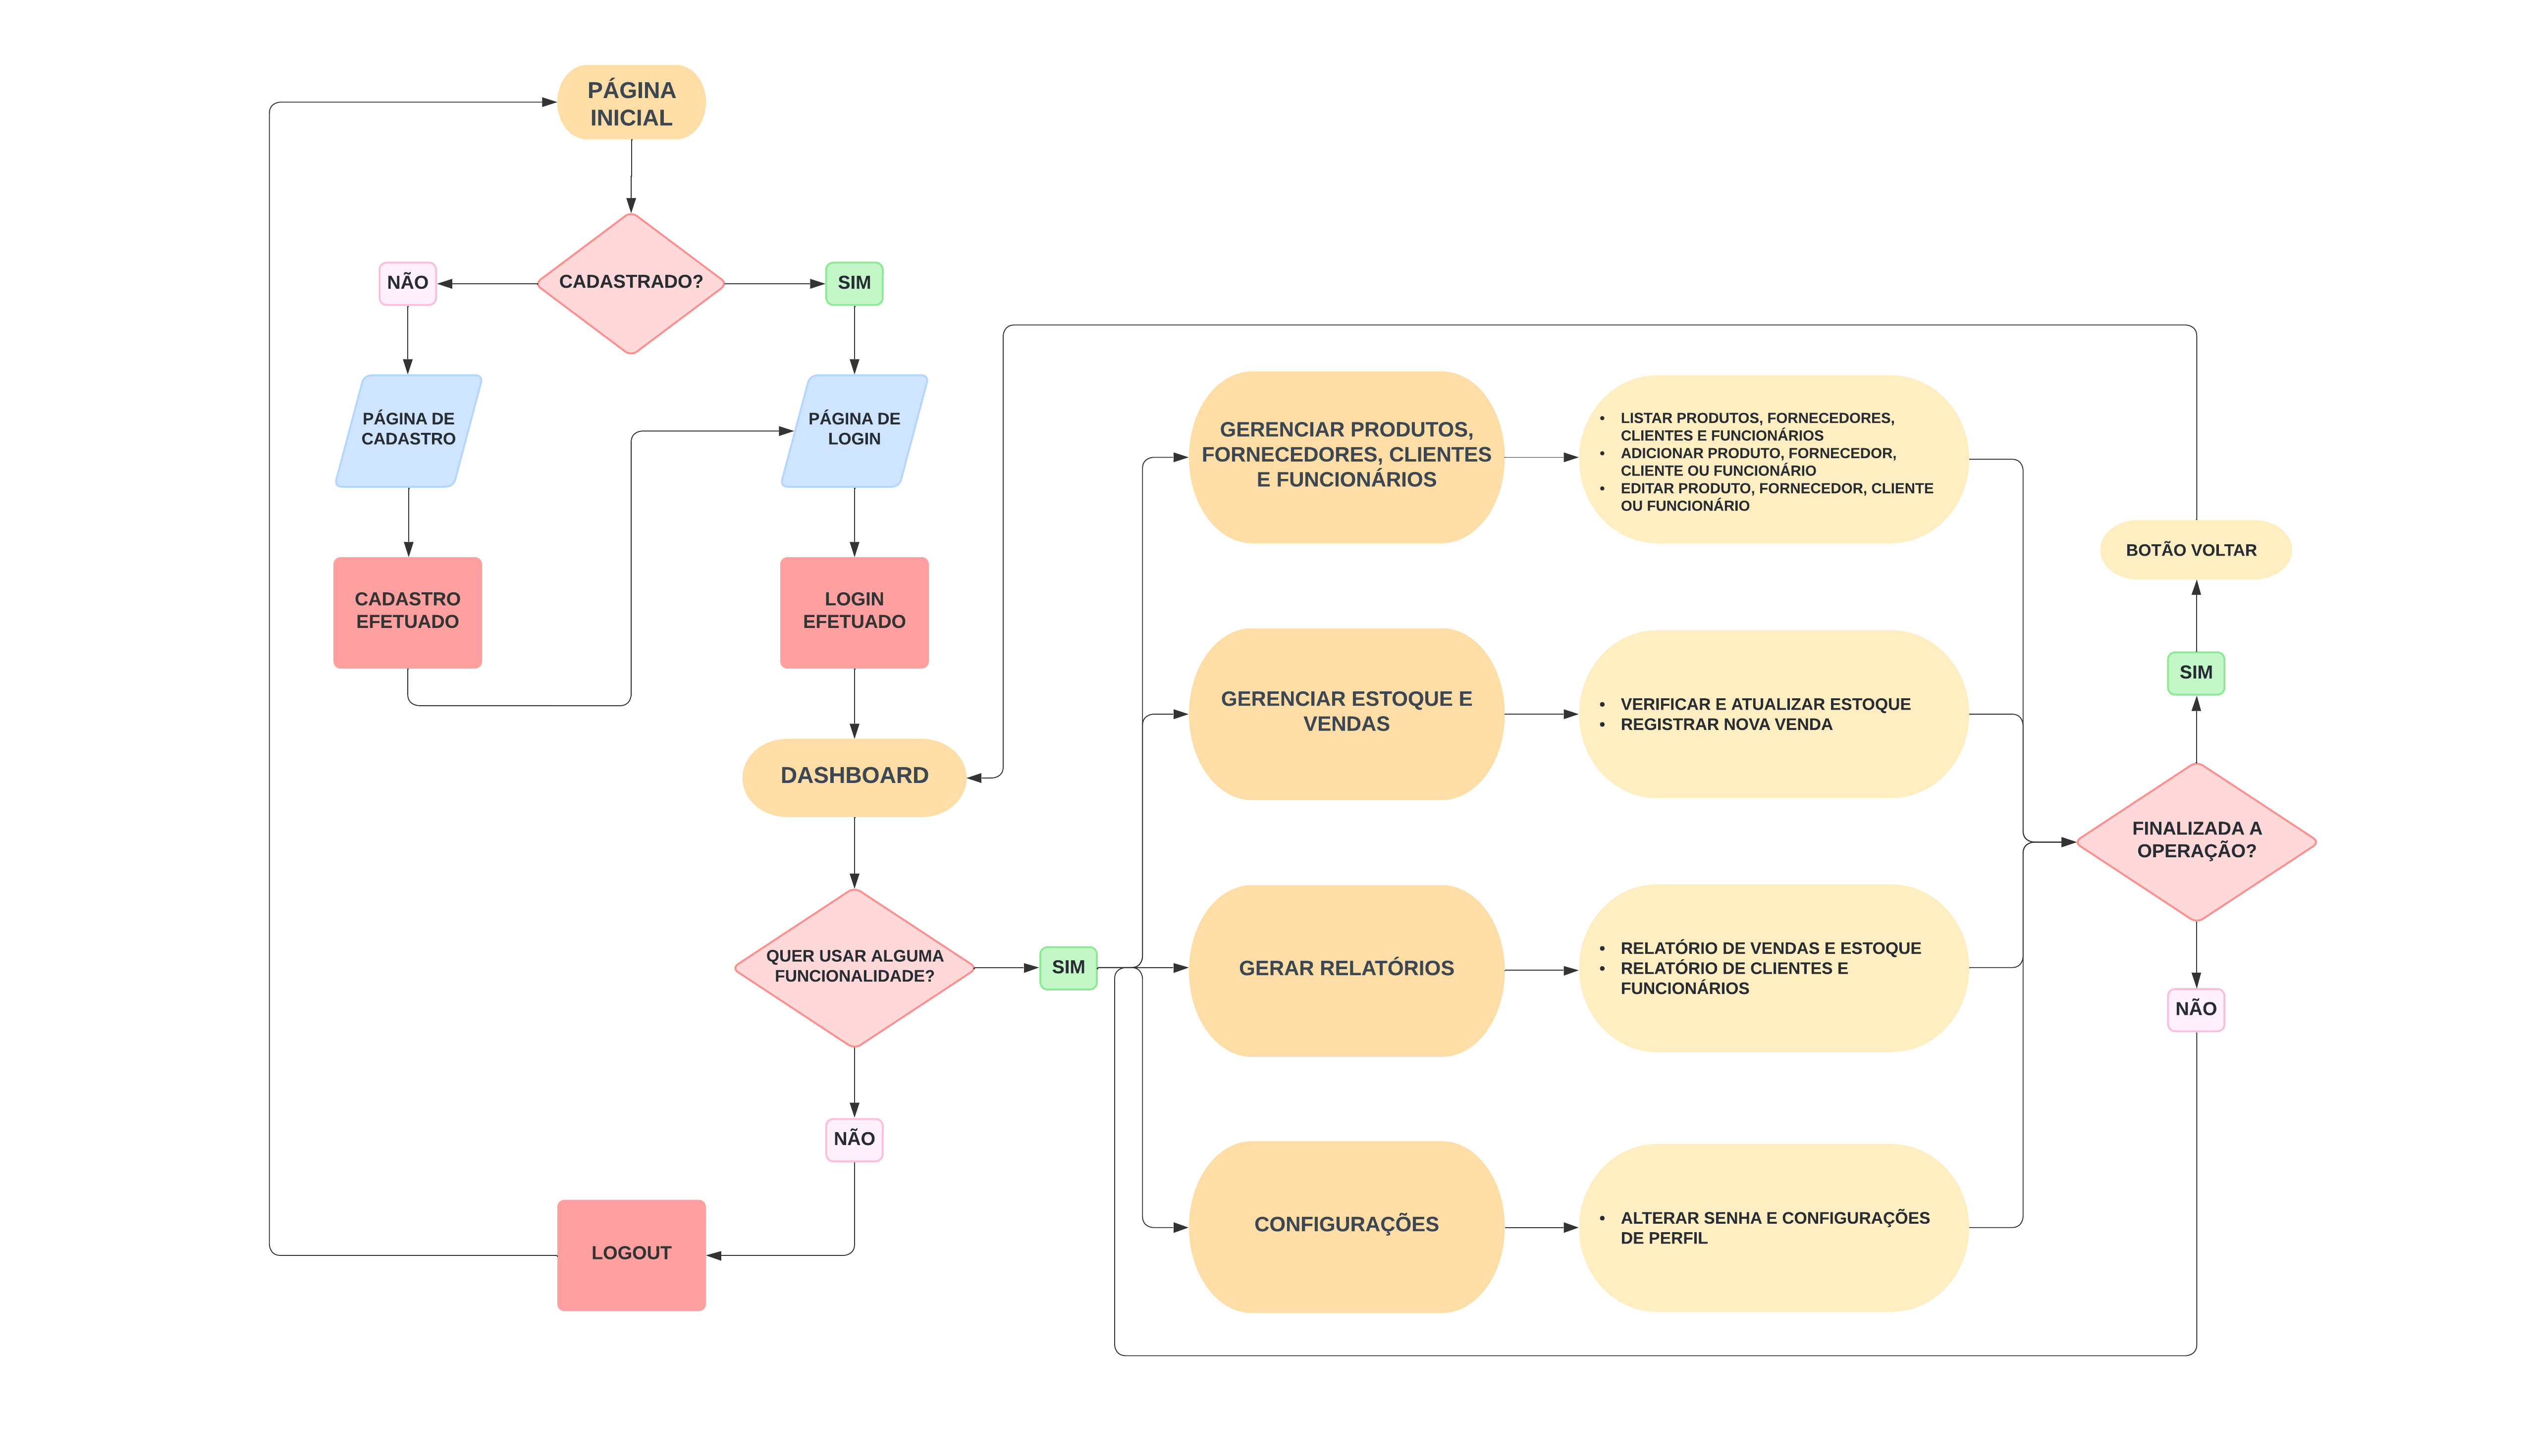 PÁGINA
INICIAL
CADASTRADO?
NÃO
SIM
PÁGINA DE
CADASTRO
PÁGINA DE
LOGIN
CADASTRO
EFETUADO
LOGIN
EFETUADO
DASHBOARD
QUER USAR ALGUMA
FUNCIONALIDADE?
SIM
NÃO
LOGOUT
GERENCIAR PRODUTOS,
FORNECEDORES, CLIENTES
E FUNCIONÁRIOS
• LISTAR PRODUTOS, FORNECEDORES,
CLIENTES E FUNCIONÁRIOS
• ADICIONAR PRODUTO, FORNECEDOR,
CLIENTE OU FUNCIONÁRIO
• EDITAR PRODUTO, FORNECEDOR, CLIENTE
OU FUNCIONÁRIO
GERENCIAR ESTOQUE E
VENDAS
• VERIFICAR E ATUALIZAR ESTOQUE
• REGISTRAR NOVA VENDA
GERAR RELATÓRIOS
• RELATÓRIO DE VENDAS E ESTOQUE
• RELATÓRIO DE CLIENTES E
FUNCIONÁRIOS
CONFIGURAÇÕES
• ALTERAR SENHA E CONFIGURAÇÕES
DE PERFIL
BOTÃO VOLTAR
SIM
FINALIZADA A
OPERAÇÃO?
NÃO